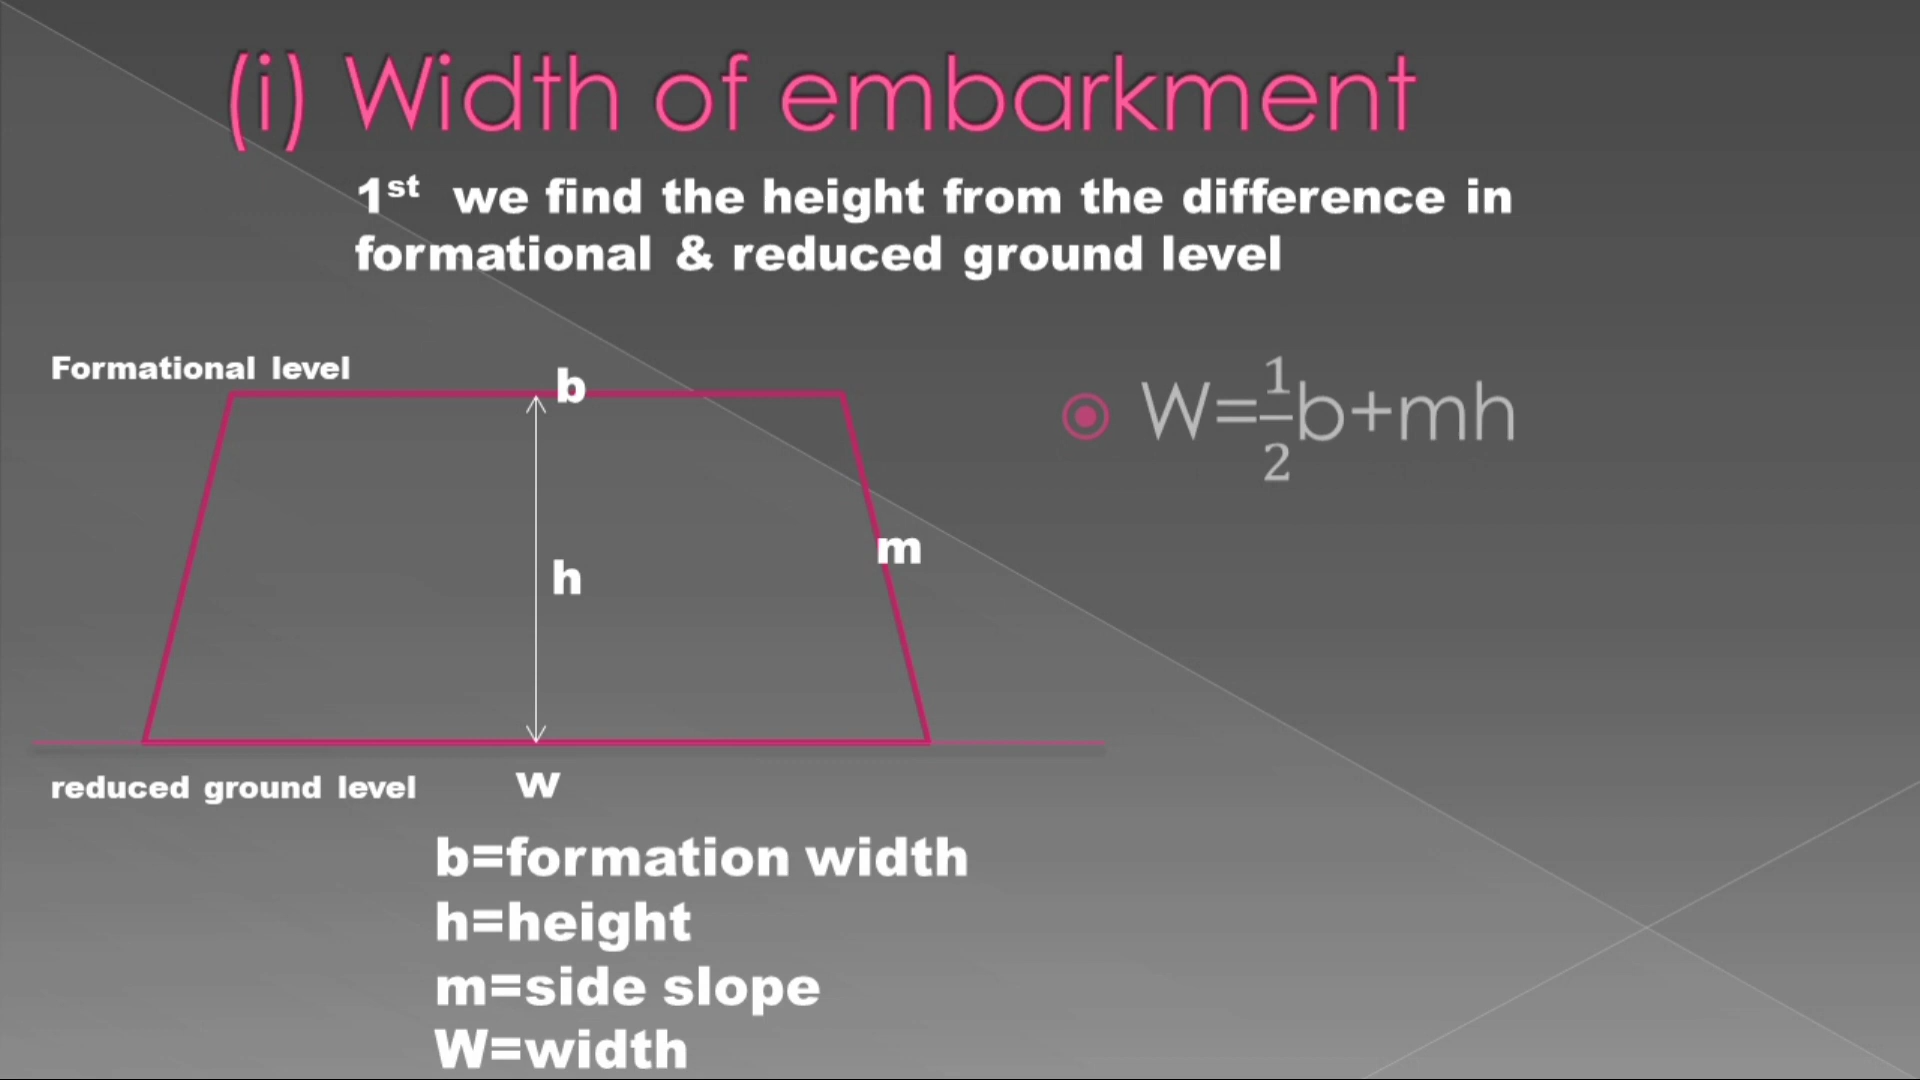 (i) Width of embarkment
1st we find the height from the difference in
formational & reduced ground level
Formational level
b
W=1/2b+mh
m
h
reduced ground level
w
b=formation width
h=height
m=side slope
W=width